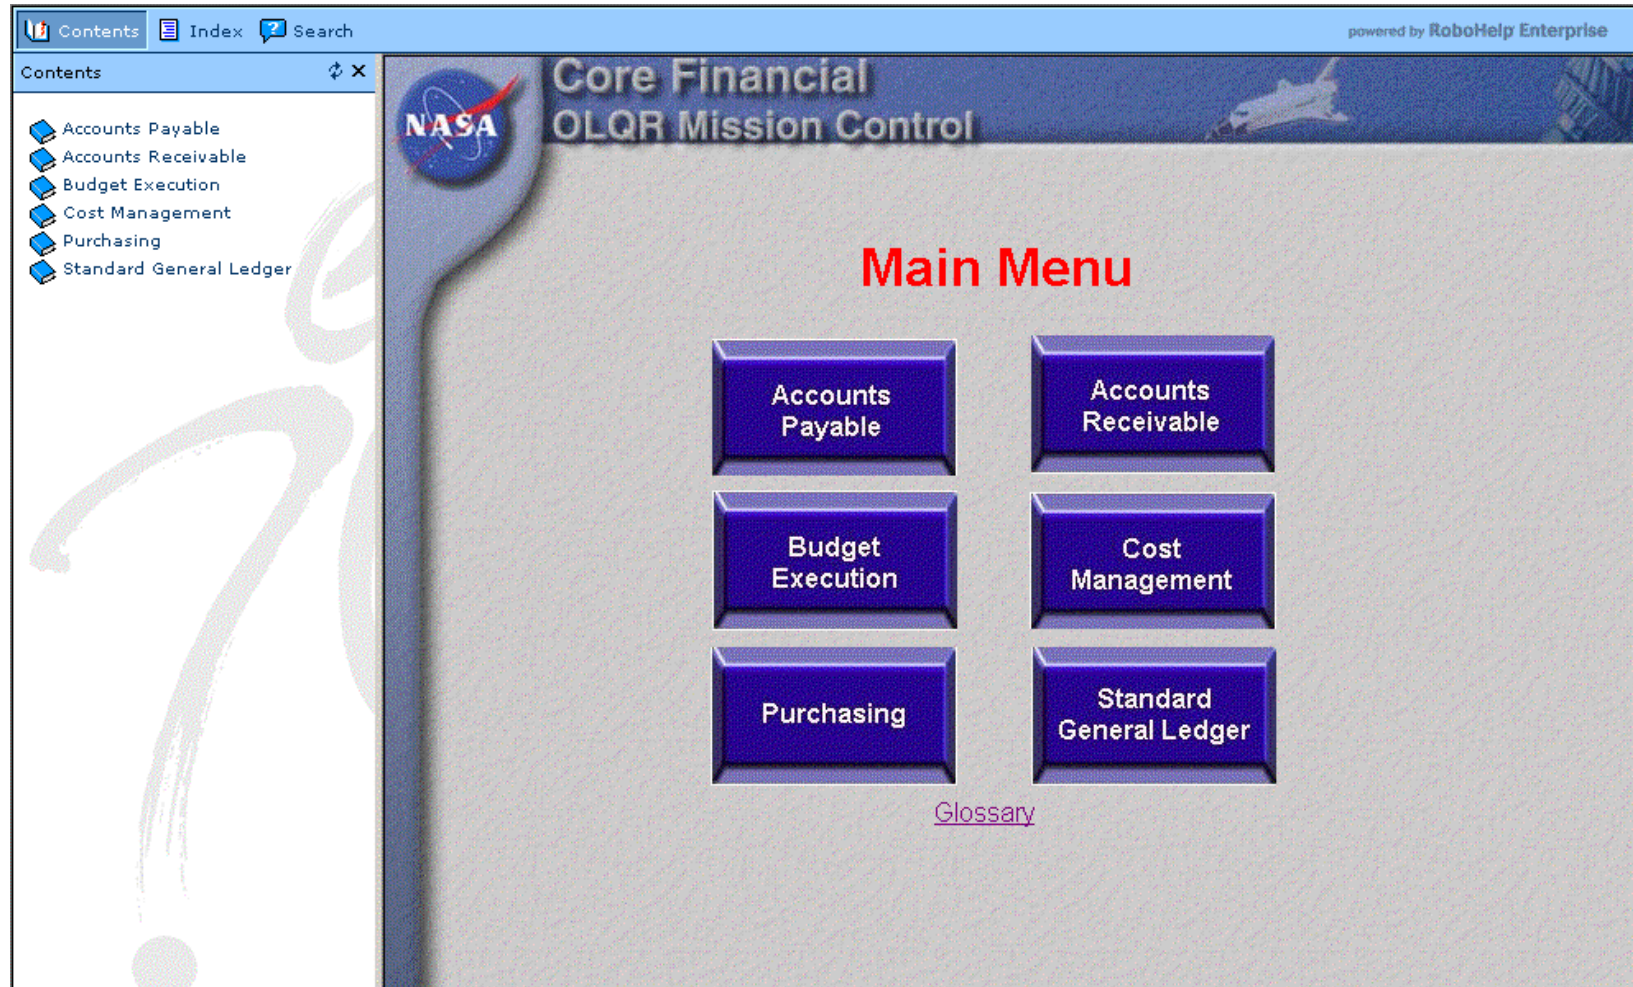 Contents Index Search
powered by RoboHelp Enterprise
Contents
Accounts Payable
Accounts Receivable
Budget Execution
Cost Management
Purchasing
Standard General Ledger
NASA
Core Financial
OLQR Mission Control
Main Menu
Accounts
Payable
Accounts
Receivable
Budget
Execution
Cost
Management
Purchasing
Standard
General Ledger
Glossary